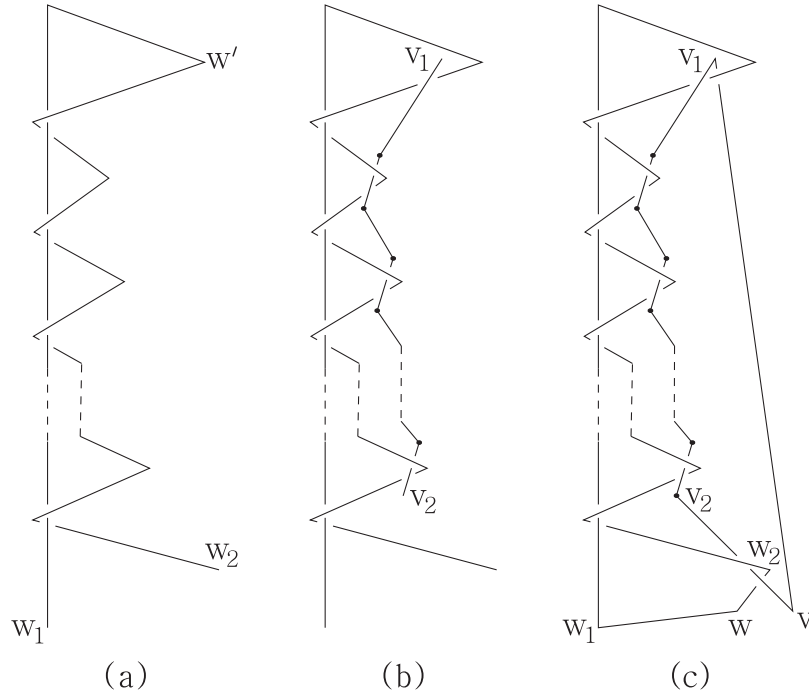 w′ v₁ v₁
w₂ v₂ v₂ w₂
w₁ w₁ w v
(a) (b) (c)